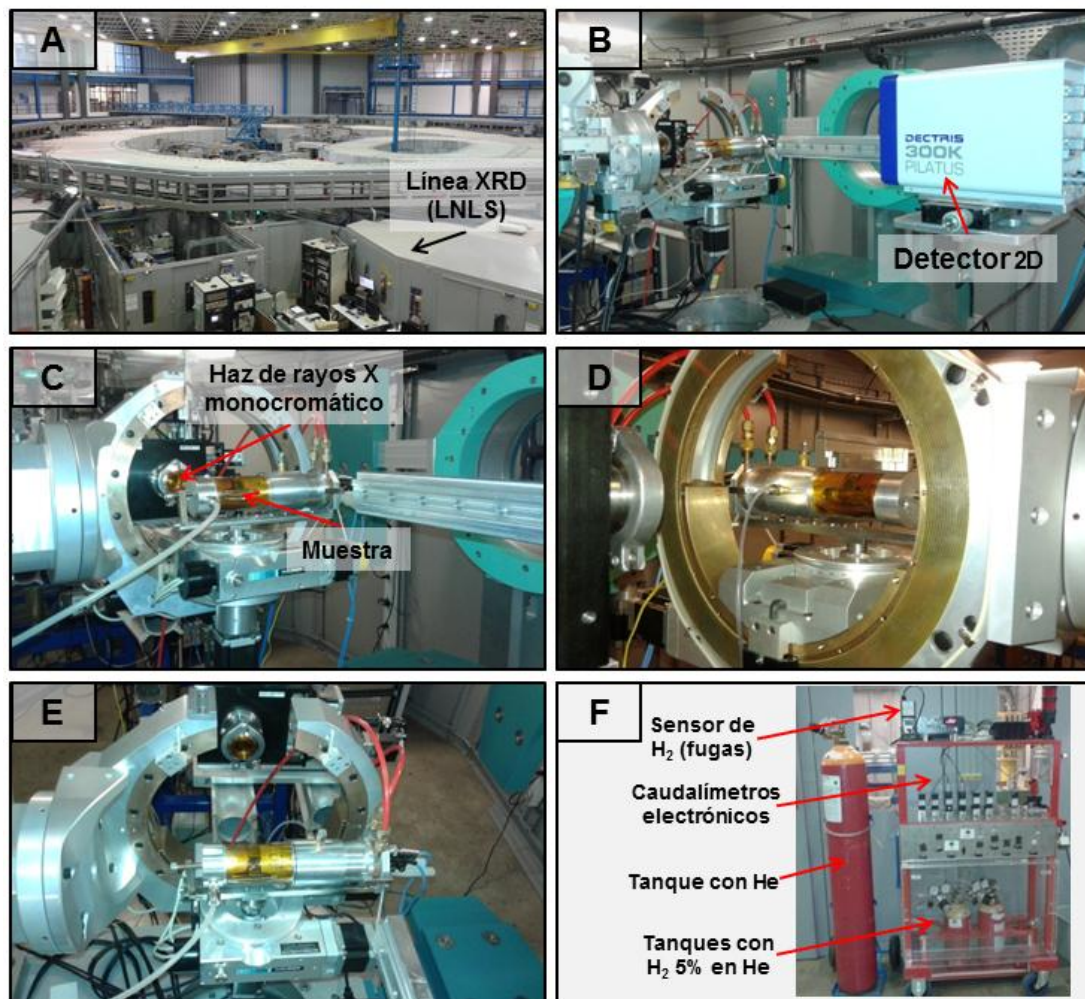 A
Línea XRD
(LNLS)
B
DECTRIS
300K
PILATUS
Detector 2D
C
Haz de rayos X
monocromático
Muestra
D
E
F
Sensor de
H₂ (fugas)
Caudalímetros
electrónicos
Tanque con He
Tanques con
H₂ 5% en He